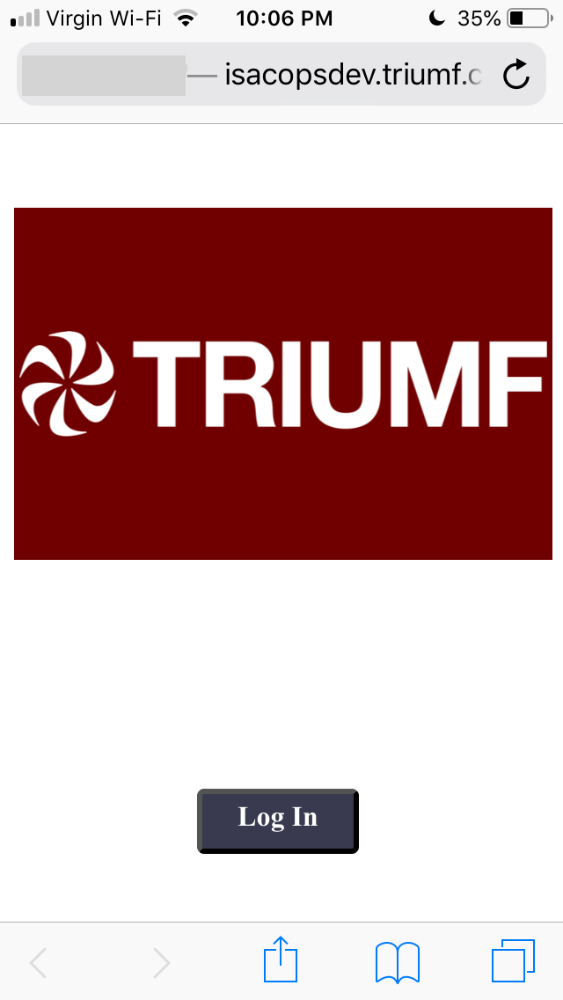 Virgin Wi-Fi 10:06 PM 35%
— isacopsdev.triumf.c
TRIUMF
Log In